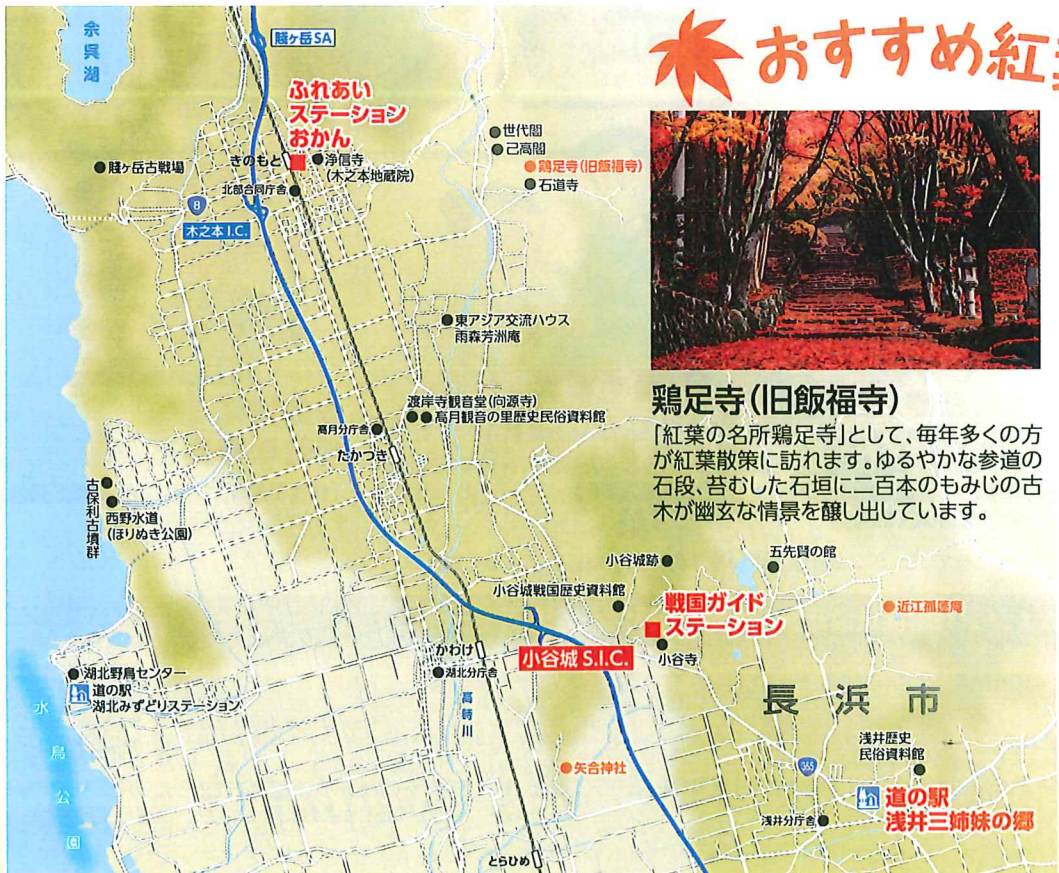 おすすめ紅
余呉湖
賤ヶ岳SA
ふれあい
ステーション
おかん
世代閣
己高閣
鶏足寺(旧飯福寺)
石道寺
賤ヶ岳古戦場
きのもと
浄信寺
(木之本地蔵院)
北部合同庁舎
8
木之本I.C.
東アジア交流ハウス
雨森芳洲庵
渡岸寺観音堂(向源寺)
高月観音の里歴史民俗資料館
高月分庁舎
たかつき
鶏足寺(旧飯福寺)
「紅葉の名所鶏足寺」として、毎年多くの方
が紅葉散策に訪れます。ゆるやかな参道の
石段、苔むした石垣に二百本のもみじの古
木が幽玄な情景を醸し出しています。
古保利古墳群
西野水道
(ほりぬき公園)
小谷城跡
五先賢の館
小谷城戦国歴史資料館
戦国ガイド
ステーション
近江孤篷庵
小谷寺
小谷城S.I.C.
かわけ
湖北分庁舎
高時川
湖北野鳥センター
道の駅
湖北みずどりステーション
水鳥公園
長浜市
浅井歴史
民俗資料館
365
矢合神社
道の駅
浅井三姉妹の郷
浅井分庁舎
とらひめ